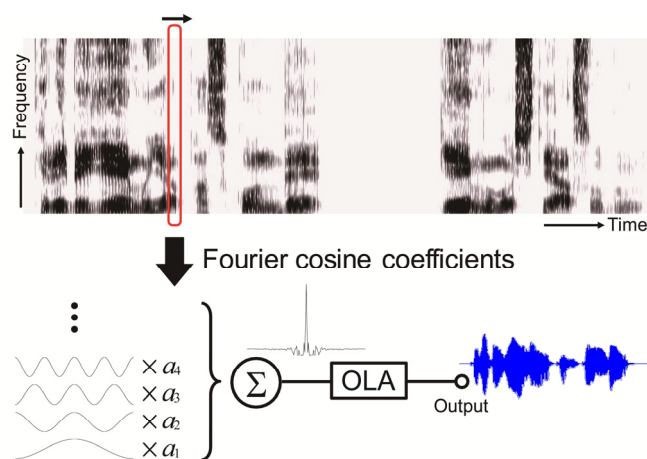 Frequency
Time
Fourier cosine coefficients
× a4
× a3
× a2
× a1
Σ
OLA
Output